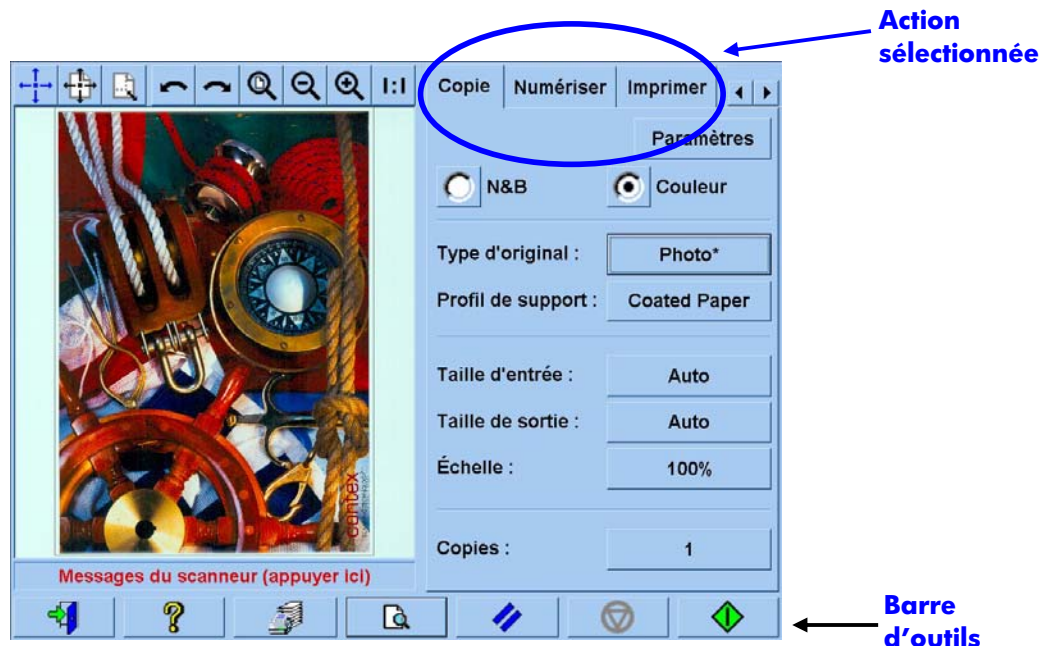 Action
sélectionnée
1:1
Copie Numériser Imprimer
Paramètres
N&B Couleur
Type d'original : Photo*
Profil de support : Coated Paper
Taille d'entrée : Auto
Taille de sortie : Auto
Échelle : 100%
contex
Copies : 1
Messages du scanneur (appuyer ici)
Barre
d'outils